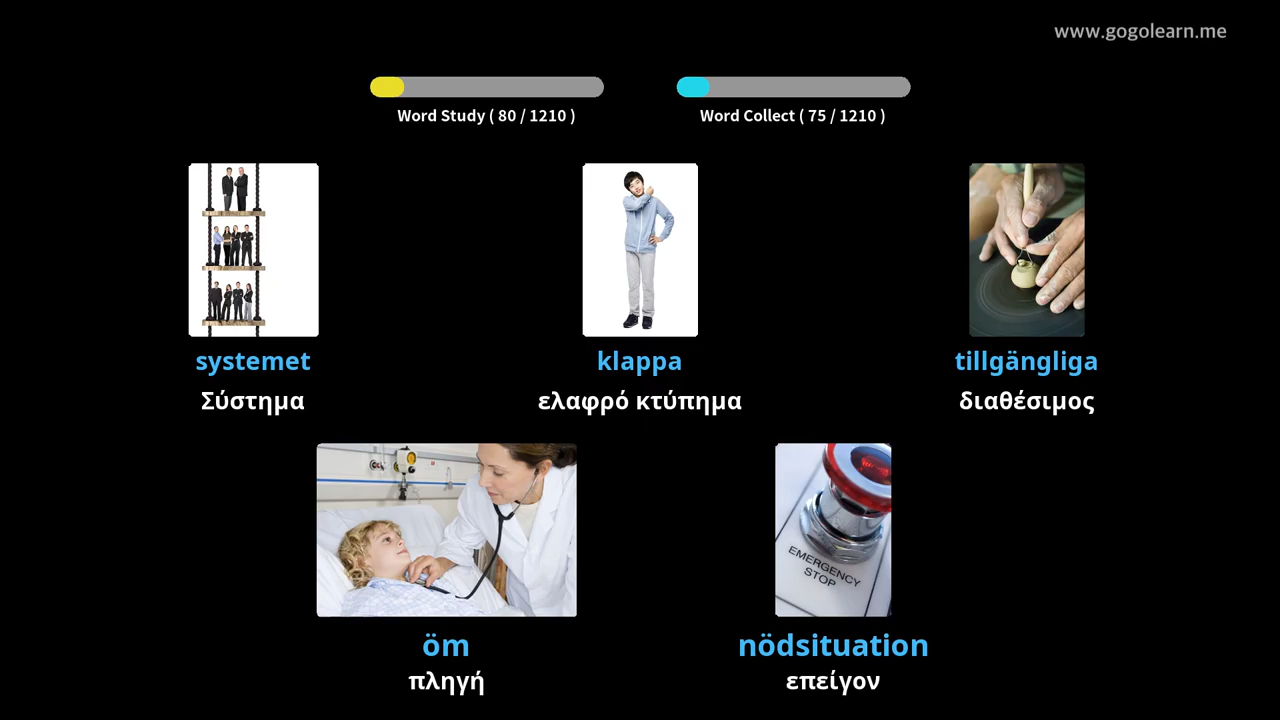 www.gogolearn.me
Word Study ( 80 / 1210 )
Word Collect ( 75 / 1210 )
systemet
klappa
tillgängliga
Σύστημα
ελαφρό κτύπημα
διαθέσιμος
EMERGENCY
STOP
öm
nödsituation
πληγή
επείγον